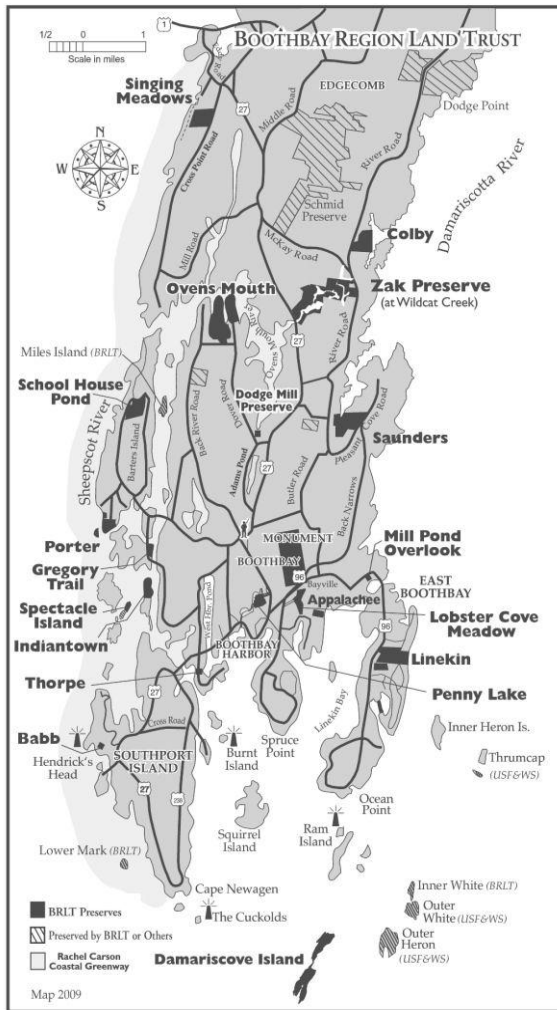 1
BOOTHBAY REGION LAND TRUST
1/2 0 1
Scale in miles
EDGECOMB
Dodge Point
Singing
Meadows
27
Middle Road
River Road
Cross Point Road
N
W E
S
Damariscotta River
Schmid
Preserve
Colby
Mill Road
McKay Road
Ovens Mouth
Zak Preserve
(at Wildcat Creek)
Ovens Mouth River
27
River Road
Miles Island (BRLT)
School House
Pond
Sheepscot River
Barters Island
Back River Road
Dover Road
Dodge Mill
Preserve
Saunders
Pleasant Cove Road
Adams Pond
27
Butler Road
Back Narrows
MONUMENT
Mill Pond
Overlook
Porter
BOOTHBAY
96
Bayville
Gregory
Trail
EAST
BOOTHBAY
Appalachee
Spectacle
Island
Lobster Cove
Meadow
Indiantown
BOOTHBAY
HARBOR
96
Linekin
Thorpe
Penny Lake
27
Linekin Bay
Cross Road
Inner Heron Is.
Babb
Spruce
Point
Burnt
Island
Hendrick's
Head
SOUTHPORT
ISLAND
Thrumcap
(USF&WS)
27
238
Ocean
Point
Squirrel
Island
Ram
Island
Lower Mark (BRLT)
Cape Newagen
Inner White (BRLT)
The Cuckolds
Outer
White (USF&WS)
Outer
Heron
(USF&WS)
BRLT Preserves
Preserved by BRLT or Others
Rachel Carson
Coastal Greenway
Damariscove Island
Map 2009